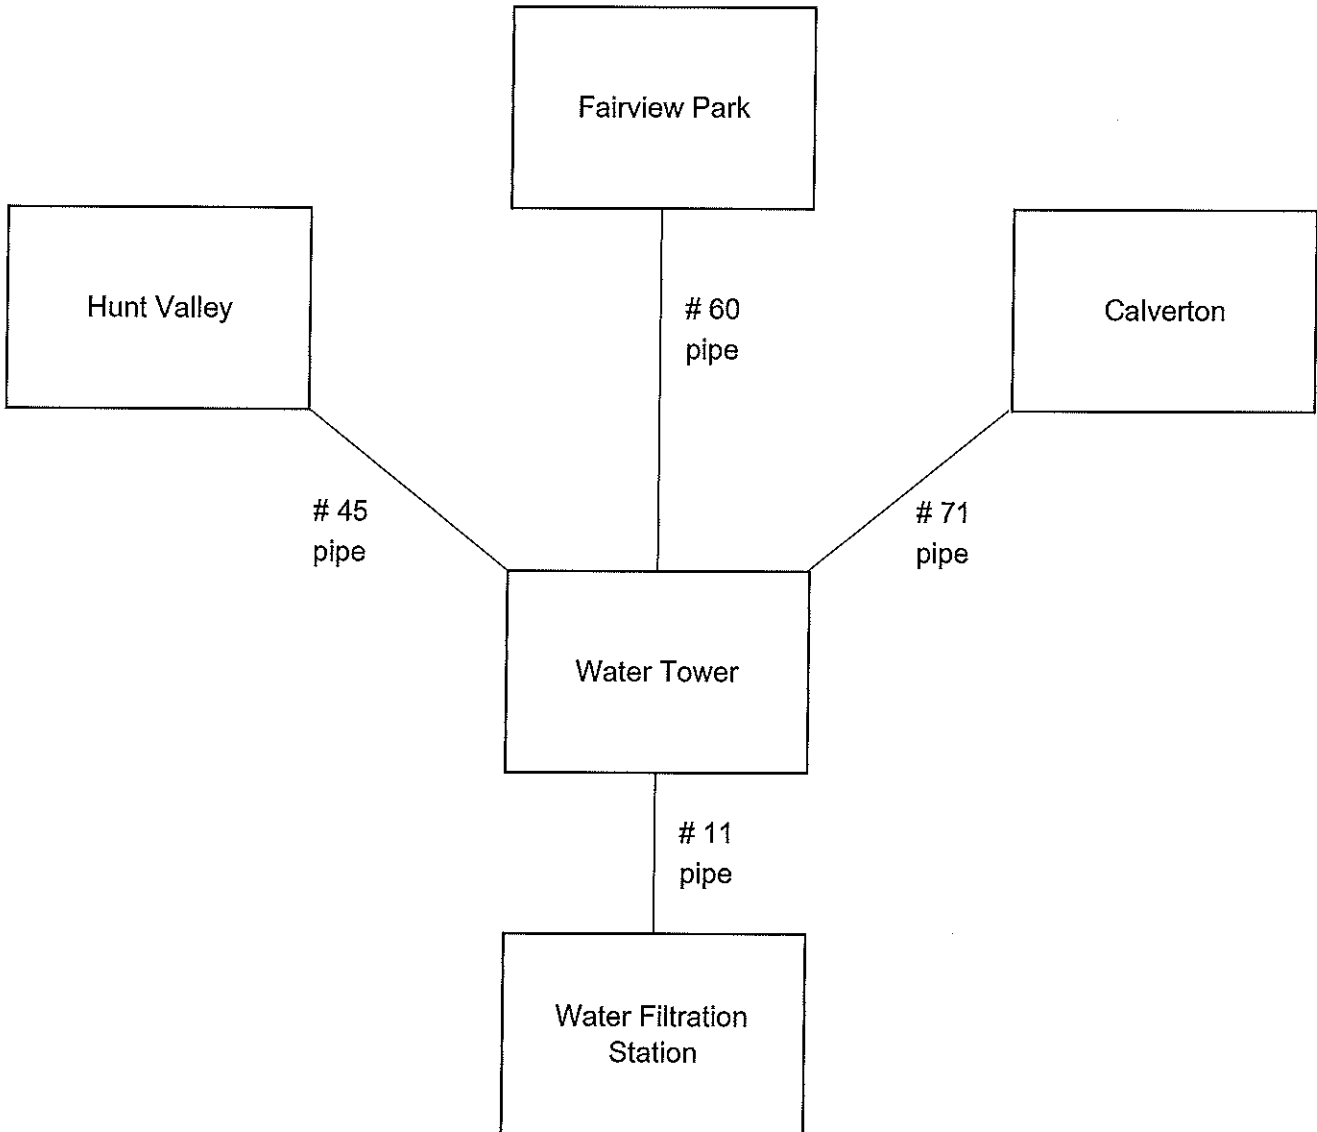 Fairview Park
Hunt Valley
# 60
pipe
Calverton
# 45
pipe
# 71
pipe
Water Tower
# 11
pipe
Water Filtration
Station